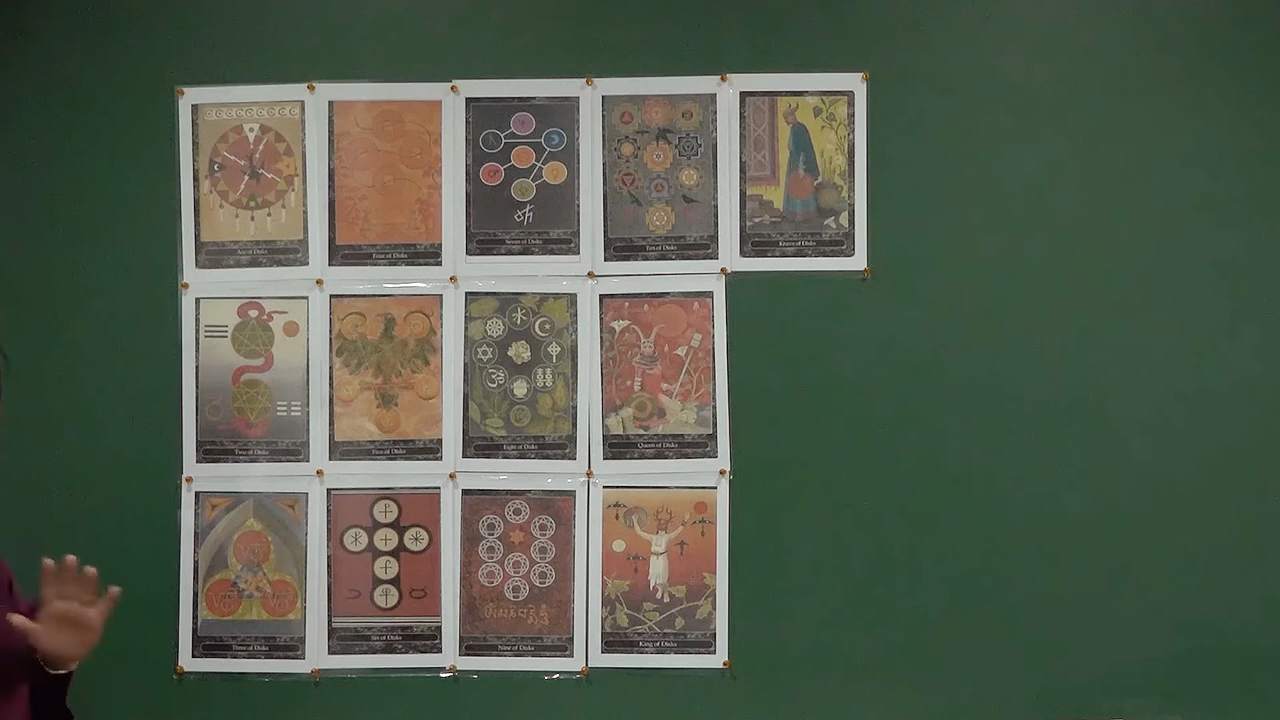 Ace of Disks
Four of Disks
Seven of Disks
Ten of Disks
Knave of Disks
Two of Disks
Five of Disks
Eight of Disks
Queen of Disks
Three of Disks
Six of Disks
Nine of Disks
King of Disks